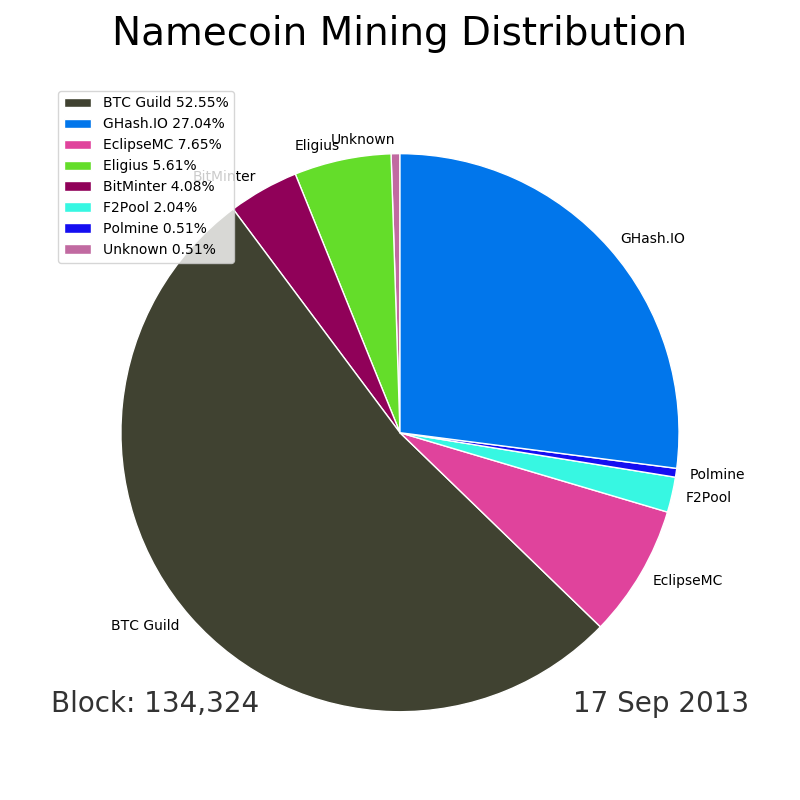 Namecoin Mining Distribution
BTC Guild 52.55%
GHash.IO 27.04%
EclipseMC 7.65%
Eligius 5.61%
BitMinter 4.08%
F2Pool 2.04%
Polmine 0.51%
Unknown 0.51%
Unknown
Eligius
BitMinter
GHash.IO
Polmine
F2Pool
EclipseMC
BTC Guild
Block: 134,324
17 Sep 2013